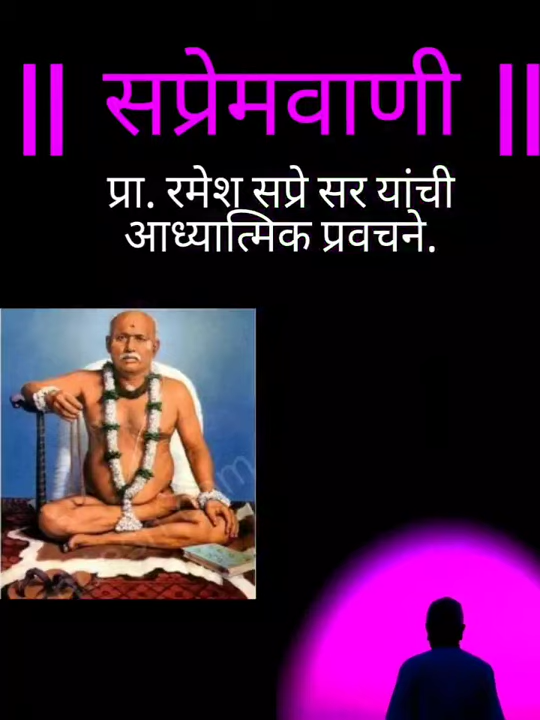 || सप्रेमवाणी ||
प्रा. रमेश सप्रे सर यांची
आध्यात्मिक प्रवचने.